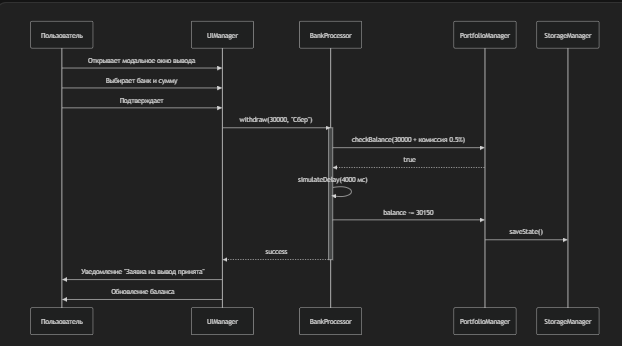 Пользователь UIManager BankProcessor PortfolioManager StorageManager
Открывает модальное окно вывода
Выбирает банк и сумму
Подтверждает
withdraw(30000, "Сбер")
checkBalance(30000 + комиссия 0.5%)
true
simulateDelay(4000 мс)
balance -= 30150
saveState()
success
Уведомление "Заявка на вывод принята"
Обновление баланса
Пользователь UIManager BankProcessor PortfolioManager StorageManager